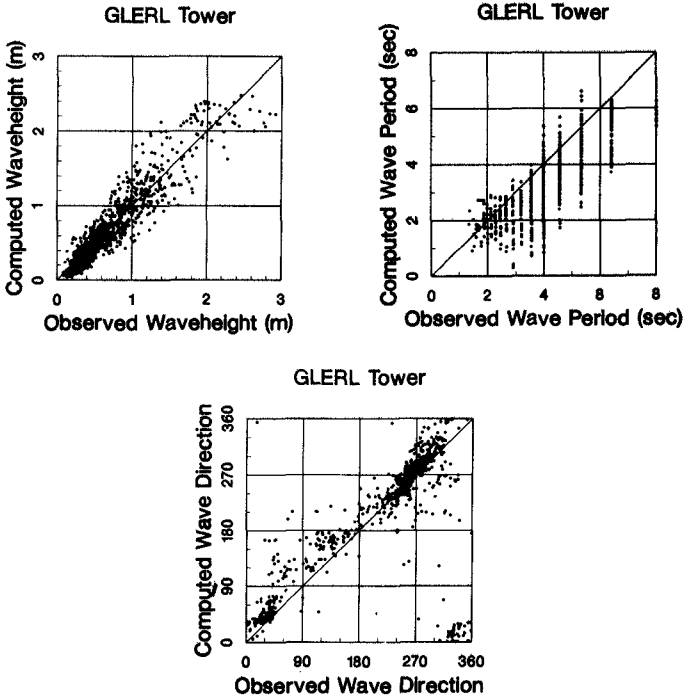 GLERL Tower
Computed Waveheight (m)
3
2
1
0
0 1 2 3
Observed Waveheight (m)
GLERL Tower
Computed Wave Period (sec)
8
6
4
2
0
0 2 4 8 8
Observed Wave Period (sec)
GLERL Tower
Computed Wave Direction
360
270
180
90
0
0 90 180 270 360
Observed Wave Direction